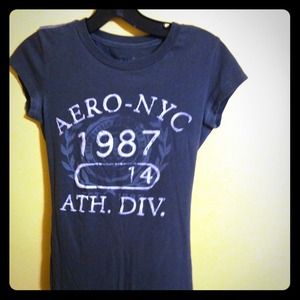 AERO-NYC
1987
14
ATH. DIV.